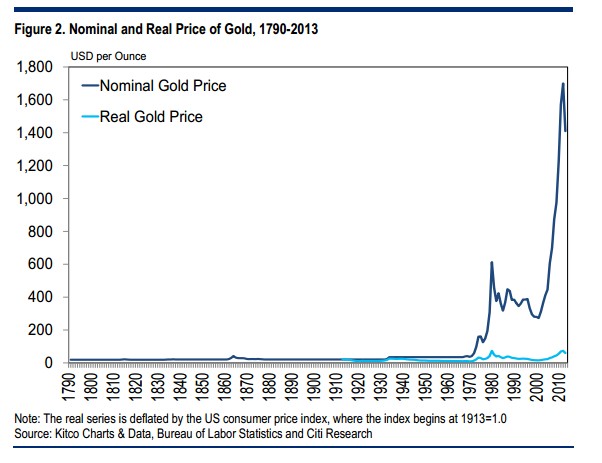 Figure 2. Nominal and Real Price of Gold, 1790-2013
USD per Ounce
1,800
1,600
1,400
1,200
1,000
800
600
400
200
0
Nominal Gold Price
Real Gold Price
1790 1800 1810 1820 1830 1840 1850 1860 1870 1880 1890 1900 1910 1920 1930 1940 1950 1960 1970 1980 1990 2000 2010
Note: The real series is deflated by the US consumer price index, where the index begins at 1913=1.0
Source: Kitco Charts & Data, Bureau of Labor Statistics and Citi Research